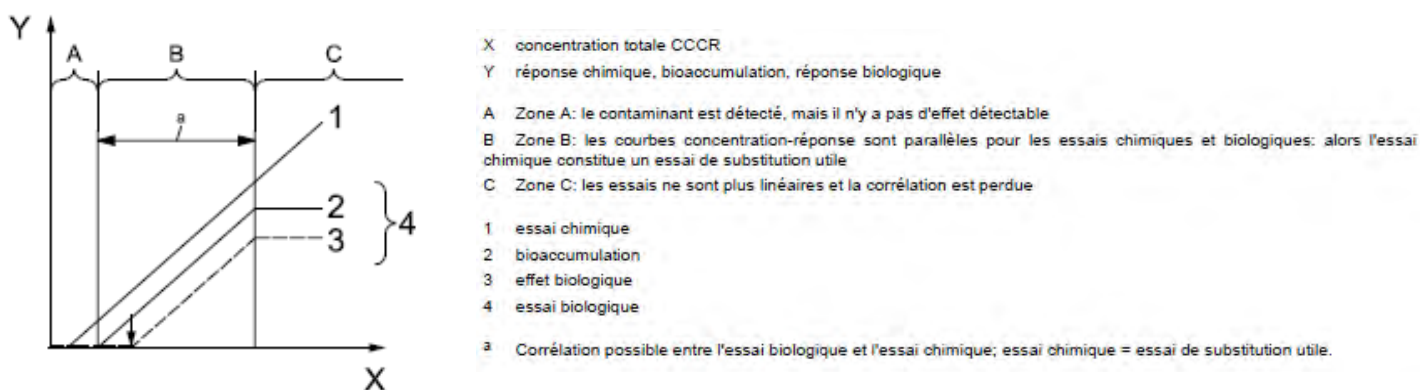 Y
A
B
C
a
1
2
3
4
X
X concentration totale CCCR
Y réponse chimique, bioaccumulation, réponse biologique
A Zone A: le contaminant est détecté, mais il n'y a pas d'effet détectable
B Zone B: les courbes concentration-réponse sont parallèles pour les essais chimiques et biologiques: alors l'essai
chimique constitue un essai de substitution utile
C Zone C: les essais ne sont plus linéaires et la corrélation est perdue
1 essai chimique
2 bioaccumulation
3 effet biologique
4 essai biologique
a Corrélation possible entre l'essai biologique et l'essai chimique; essai chimique = essai de substitution utile.